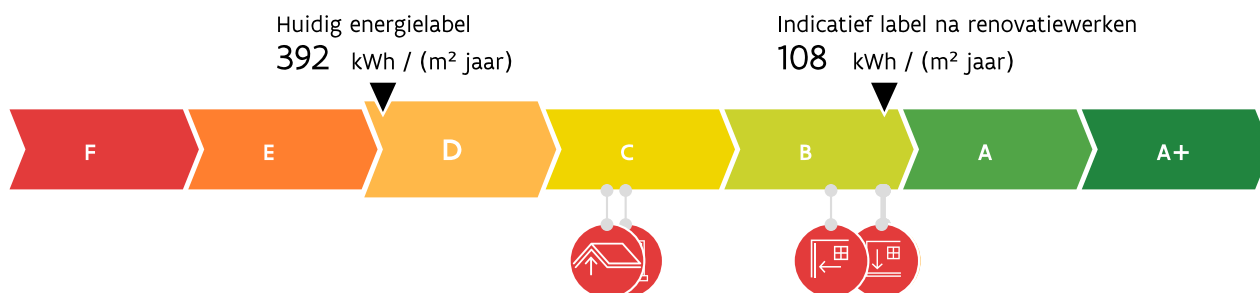 Huidig energielabel
392 kWh / (m² jaar)
Indicatief label na renovatiewerken
108 kWh / (m² jaar)
F
E
D
C
B
A
A+